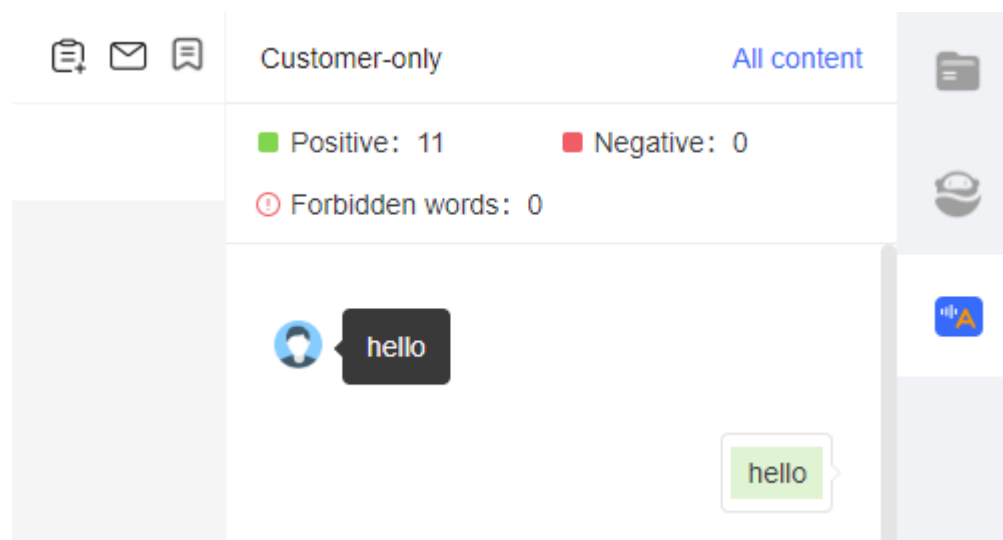 Customer-only All content
Positive: 11 Negative: 0
Forbidden words: 0
hello
hello
A